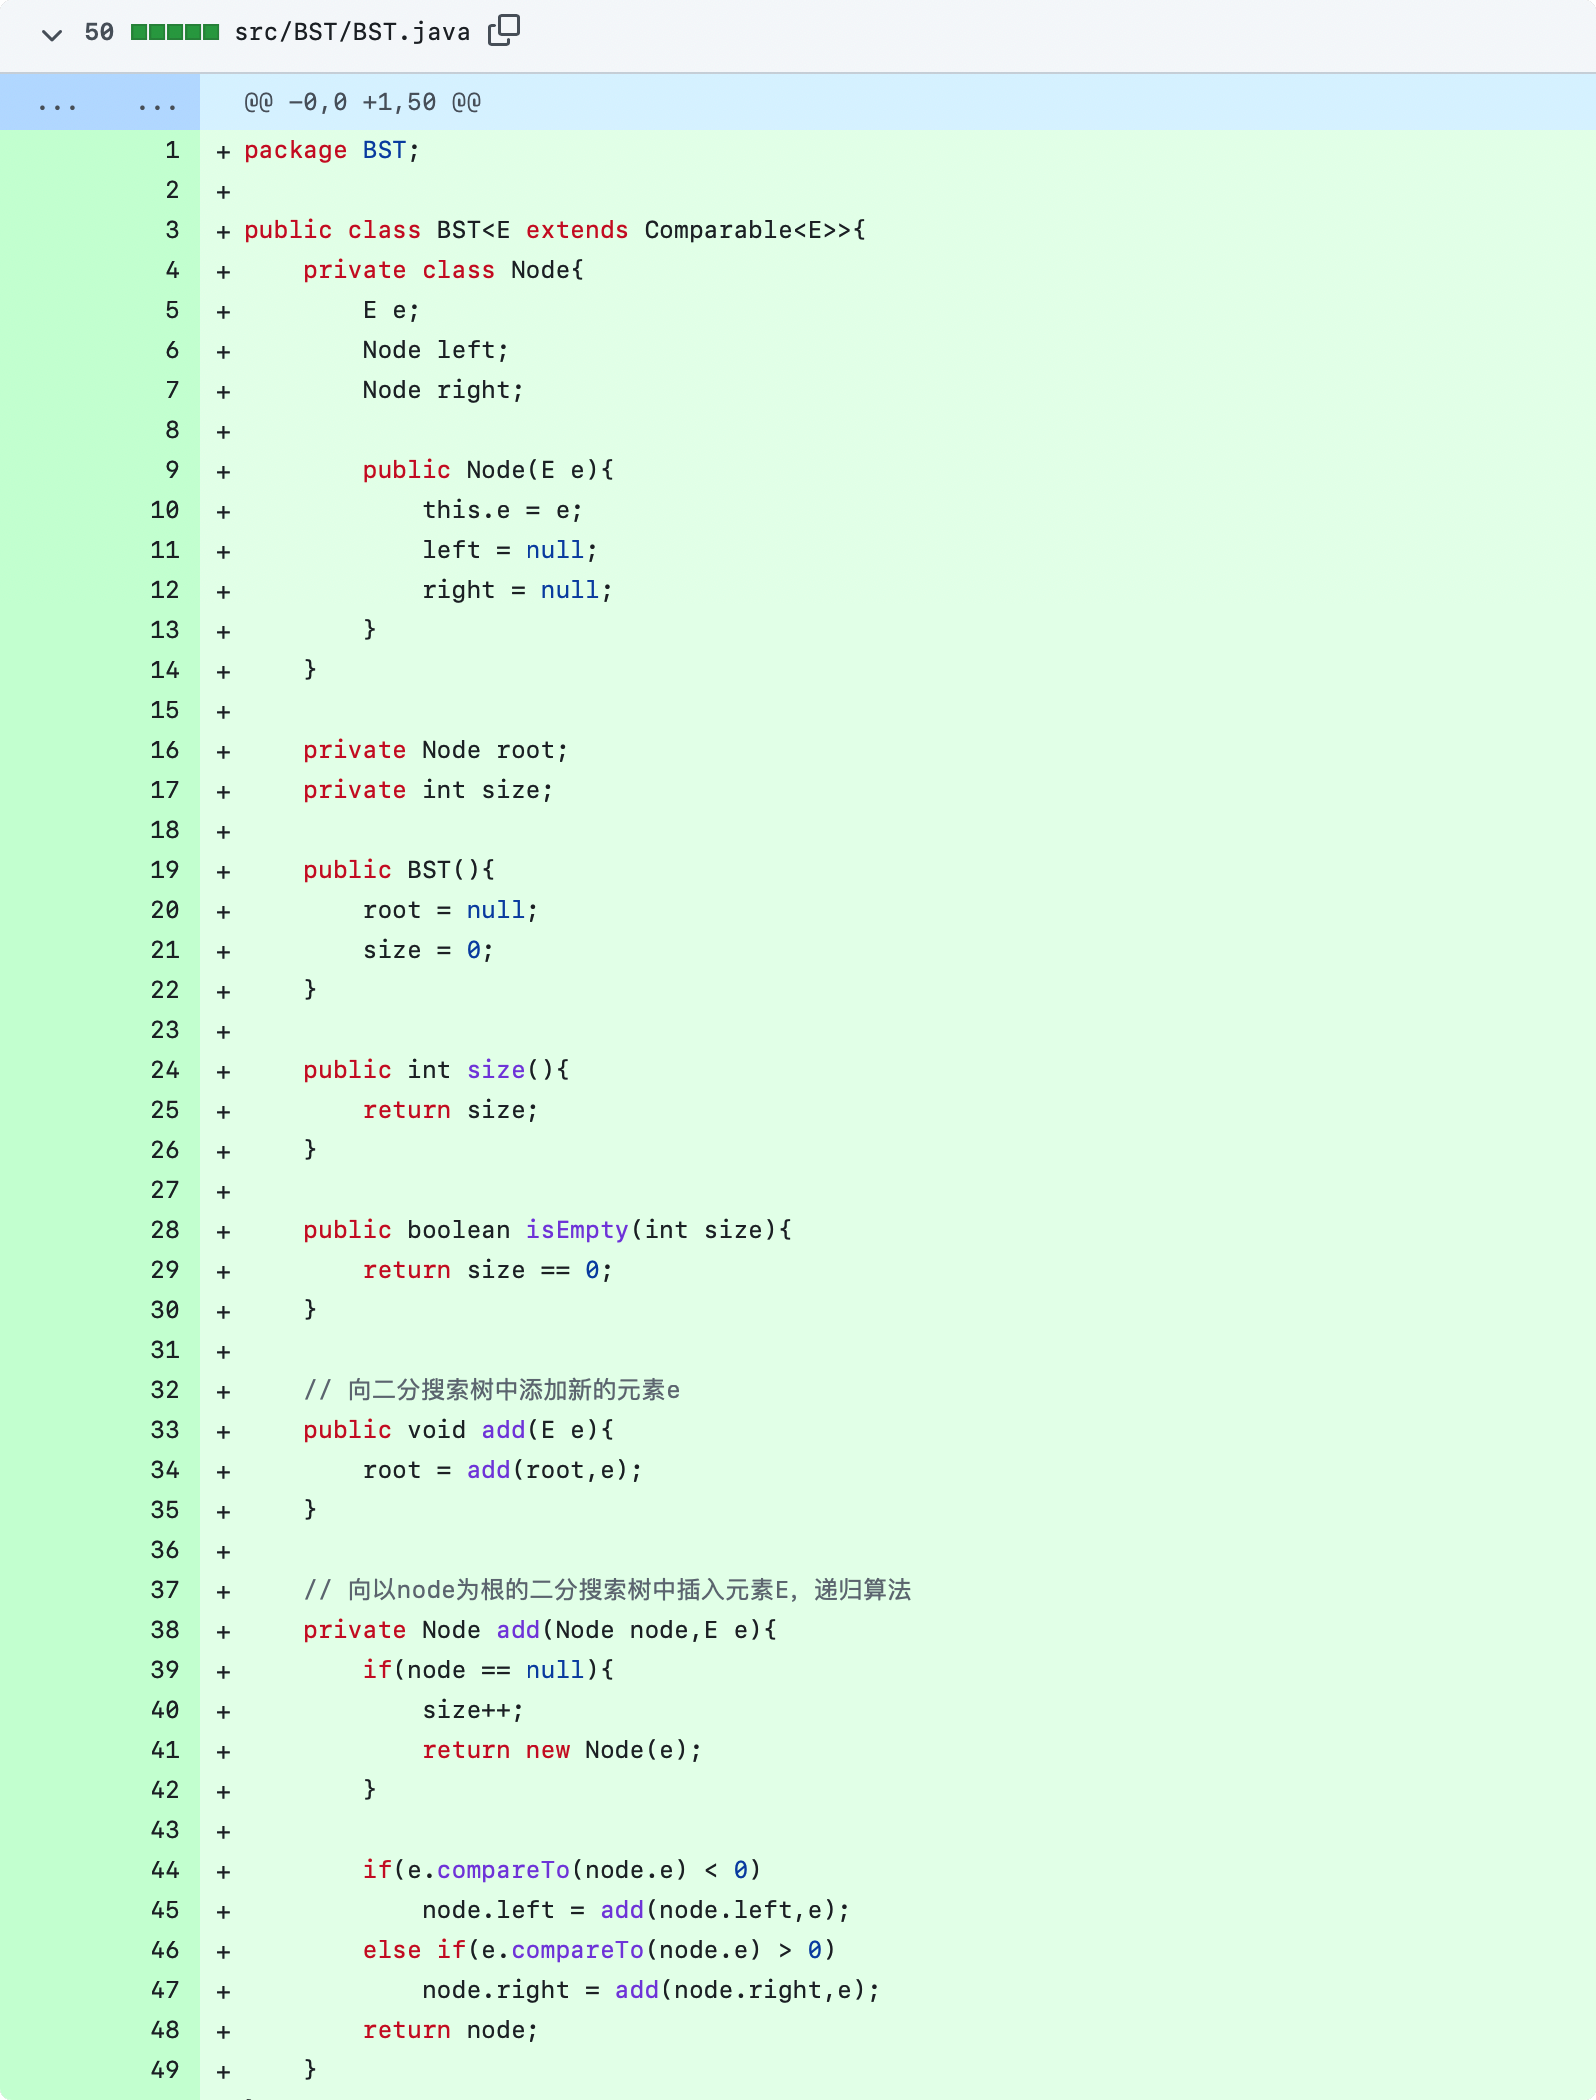 50 src/BST/BST.java
... ... @@ -0,0 +1,50 @@
1 + package BST;
2 +
3 + public class BST<E extends Comparable<E>>{
4 +     private class Node{
5 +         E e;
6 +         Node left;
7 +         Node right;
8 +
9 +         public Node(E e){
10 +             this.e = e;
11 +             left = null;
12 +             right = null;
13 +         }
14 +     }
15 +
16 +     private Node root;
17 +     private int size;
18 +
19 +     public BST(){
20 +         root = null;
21 +         size = 0;
22 +     }
23 +
24 +     public int size(){
25 +         return size;
26 +     }
27 +
28 +     public boolean isEmpty(int size){
29 +         return size == 0;
30 +     }
31 +
32 +     // 向二分搜索树中添加新的元素e
33 +     public void add(E e){
34 +         root = add(root,e);
35 +     }
36 +
37 +     // 向以node为根的二分搜索树中插入元素E，递归算法
38 +     private Node add(Node node,E e){
39 +         if(node == null){
40 +             size++;
41 +             return new Node(e);
42 +         }
43 +
44 +         if(e.compareTo(node.e) < 0)
45 +             node.left = add(node.left,e);
46 +         else if(e.compareTo(node.e) > 0)
47 +             node.right = add(node.right,e);
48 +         return node;
49 +     }